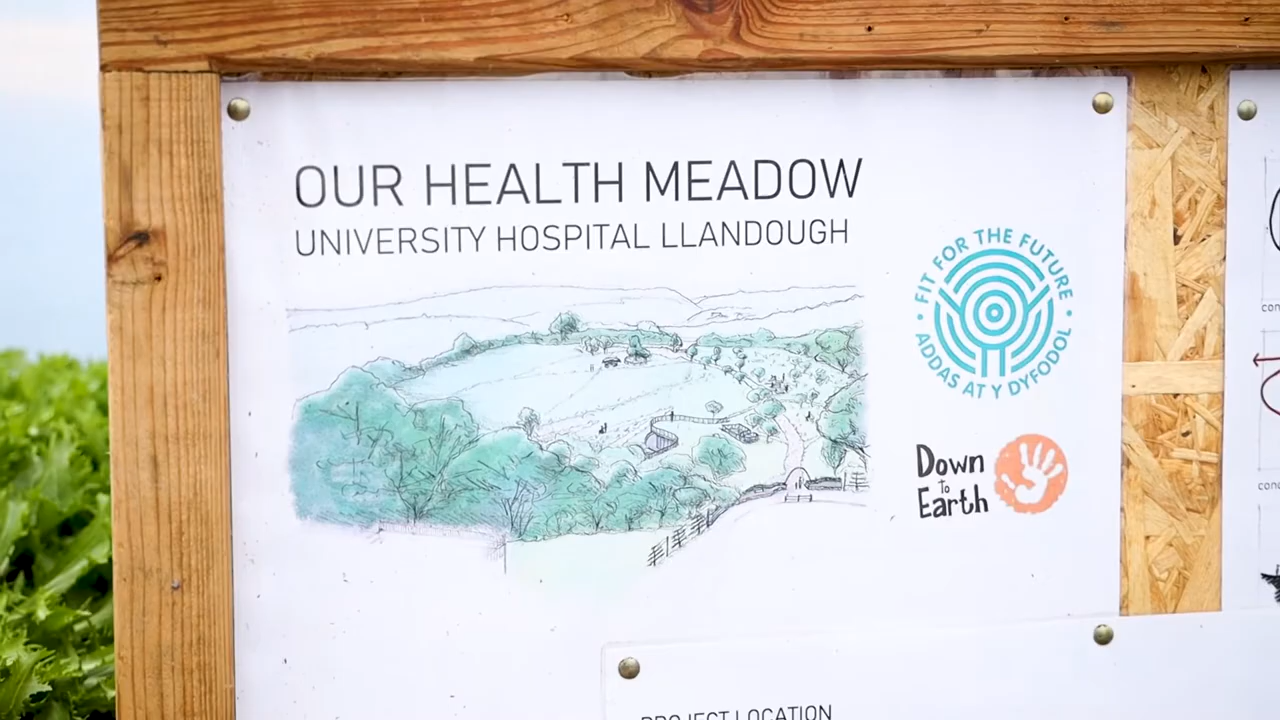 OUR HEALTH MEADOW
UNIVERSITY HOSPITAL LLANDOUGH
• FIT FOR THE FUTURE •
ADDAS AT Y DYFODOL
Down
to
Earth
PROJECT LOCATION